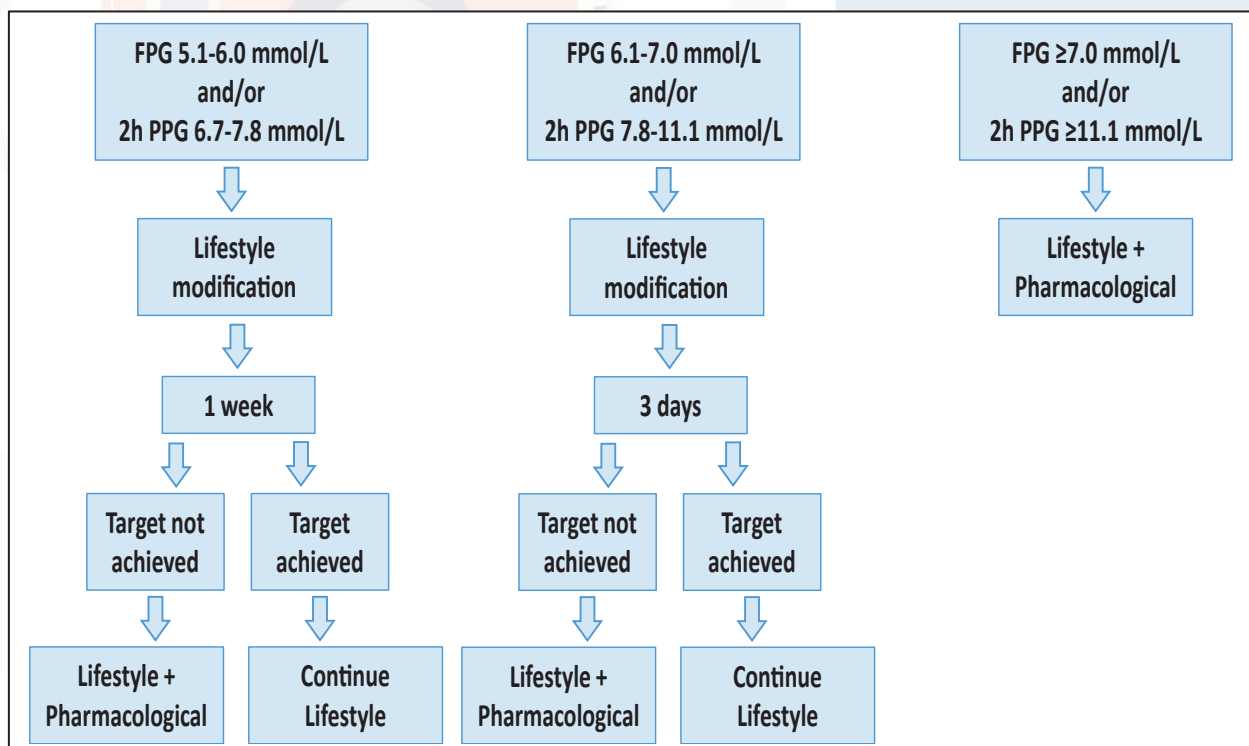 FPG 5.1-6.0 mmol/L
and/or
2h PPG 6.7-7.8 mmol/L
Lifestyle
modification
1 week
Target not
achieved
Target
achieved
Lifestyle +
Pharmacological
Continue
Lifestyle
FPG 6.1-7.0 mmol/L
and/or
2h PPG 7.8-11.1 mmol/L
Lifestyle
modification
3 days
Target not
achieved
Target
achieved
Lifestyle +
Pharmacological
Continue
Lifestyle
FPG ≥7.0 mmol/L
and/or
2h PPG ≥11.1 mmol/L
Lifestyle +
Pharmacological